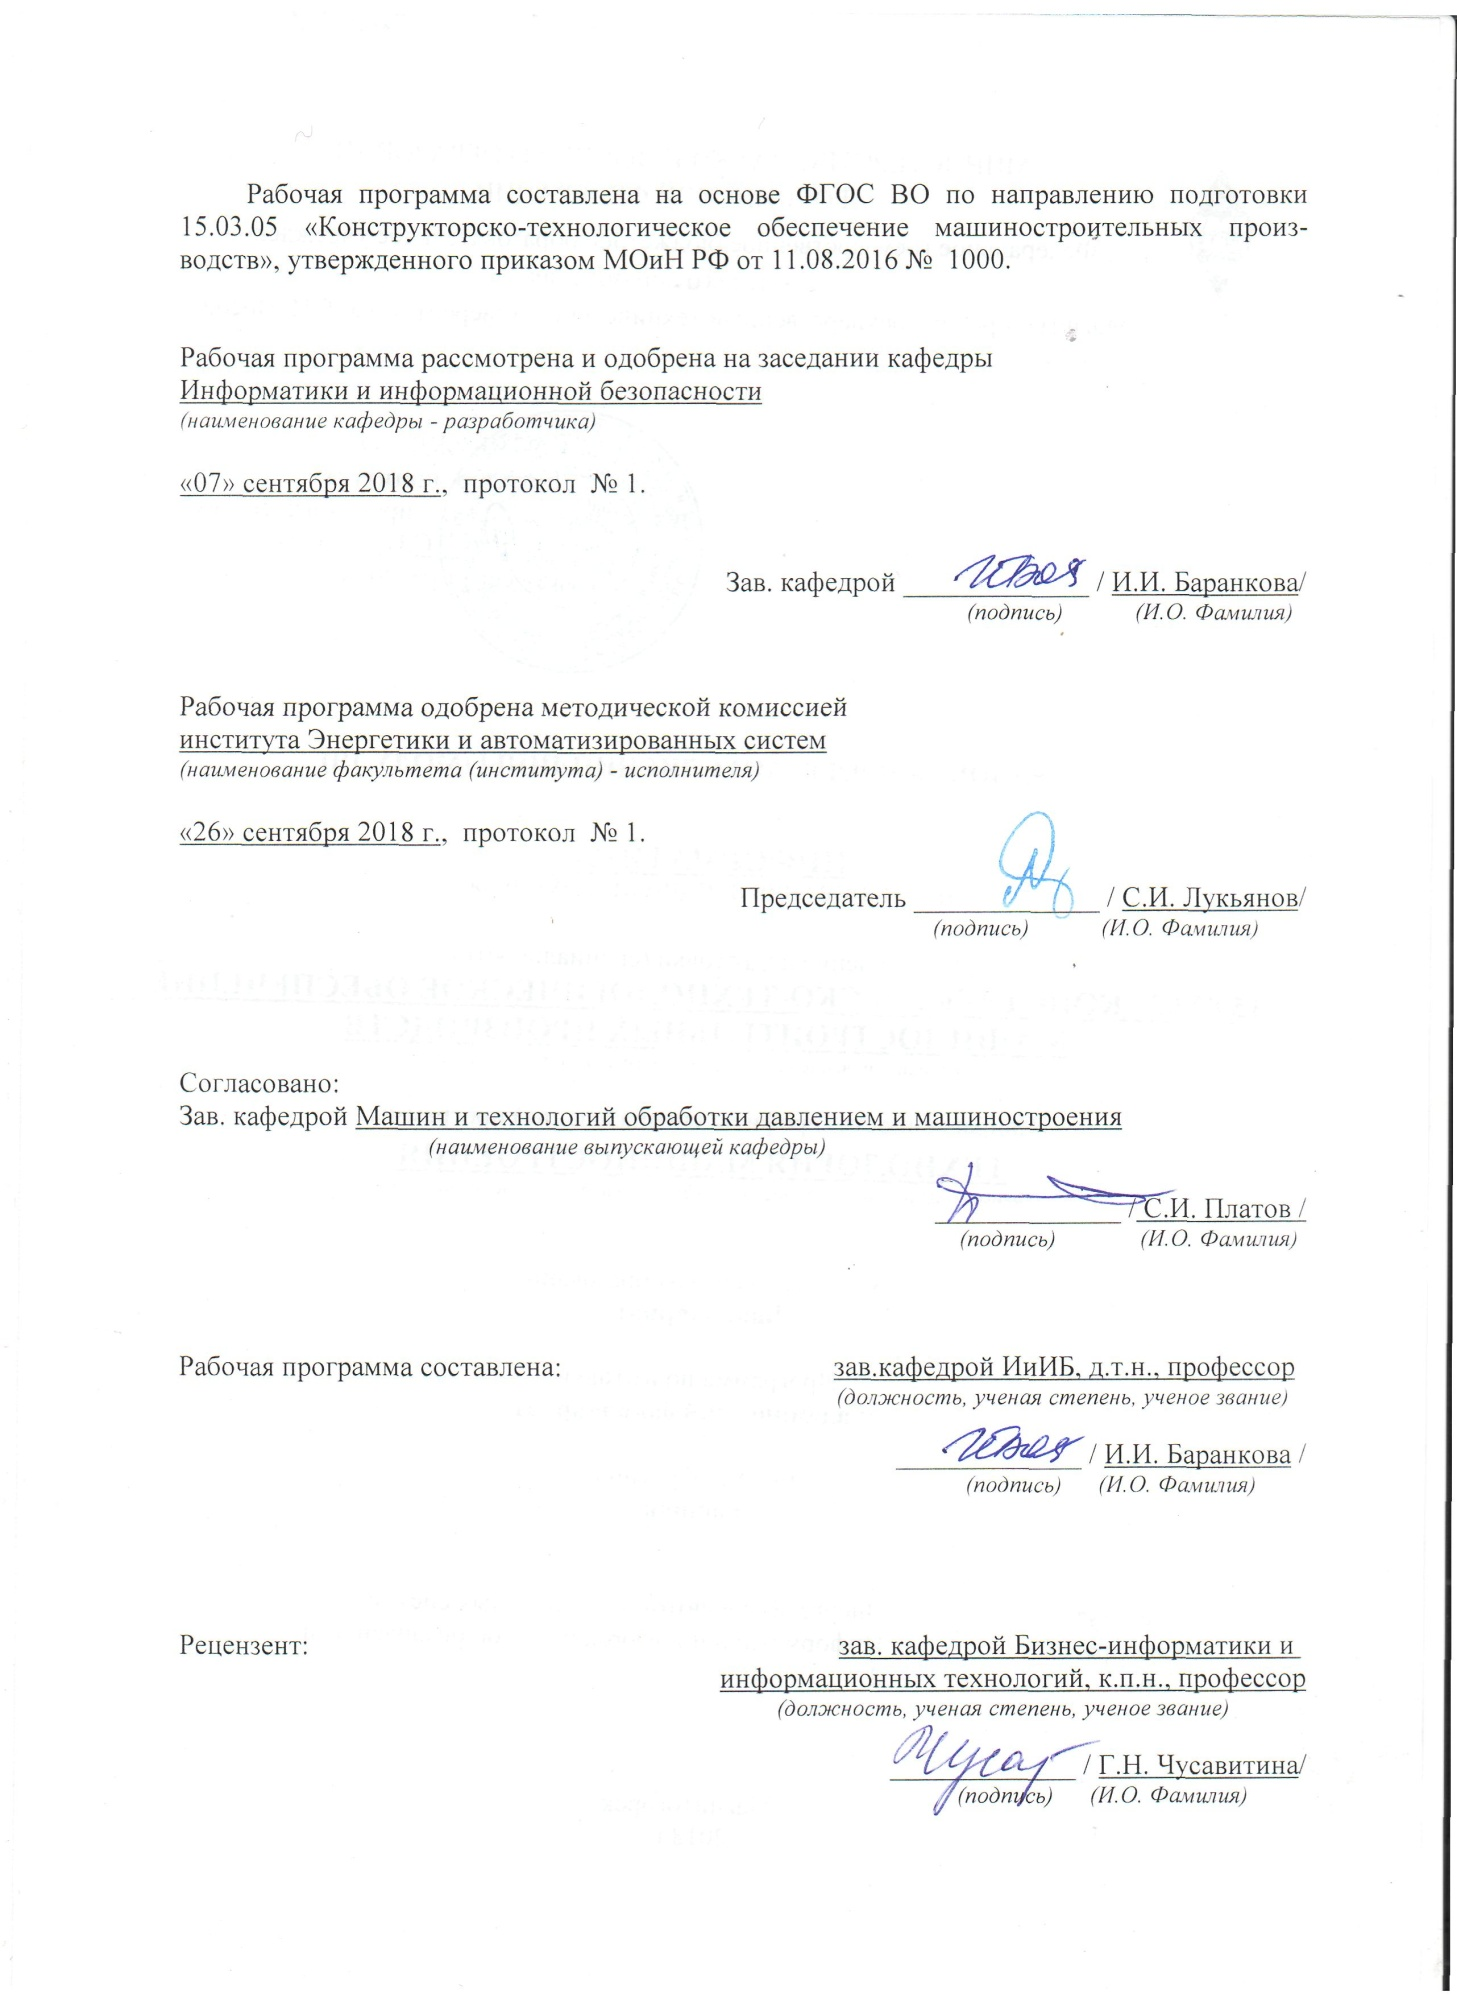 Рабочая программа составлена на основе ФГОС ВО по направлению подготовки
15.03.05 «Конструкторско-технологическое обеспечение машиностроительных произ-
водств», утвержденного приказом МОиН РФ от 11.08.2016 № 1000.
Рабочая программа рассмотрена и одобрена на заседании кафедры
Информатики и информационной безопасности
(наименование кафедры - разработчика)
«07» сентября 2018 г., протокол № 1.
Зав. кафедрой _____________ / И.И. Баранкова/
(подпись) (И.О. Фамилия)
Рабочая программа одобрена методической комиссией
института Энергетики и автоматизированных систем
(наименование факультета (института) - исполнителя)
«26» сентября 2018 г., протокол № 1.
Председатель _____________ / С.И. Лукьянов/
(подпись) (И.О. Фамилия)
Согласовано:
Зав. кафедрой Машин и технологий обработки давлением и машиностроения
(наименование выпускающей кафедры)
_____________ / С.И. Платов /
(подпись) (И.О. Фамилия)
Рабочая программа составлена: зав.кафедрой ИиИБ, д.т.н., профессор
(должность, ученая степень, ученое звание)
_____________ / И.И. Баранкова /
(подпись) (И.О. Фамилия)
Рецензент: зав. кафедрой Бизнес-информатики и
информационных технологий, к.п.н., профессор
(должность, ученая степень, ученое звание)
_____________ / Г.Н. Чусавитина/
(подпись) (И.О. Фамилия)